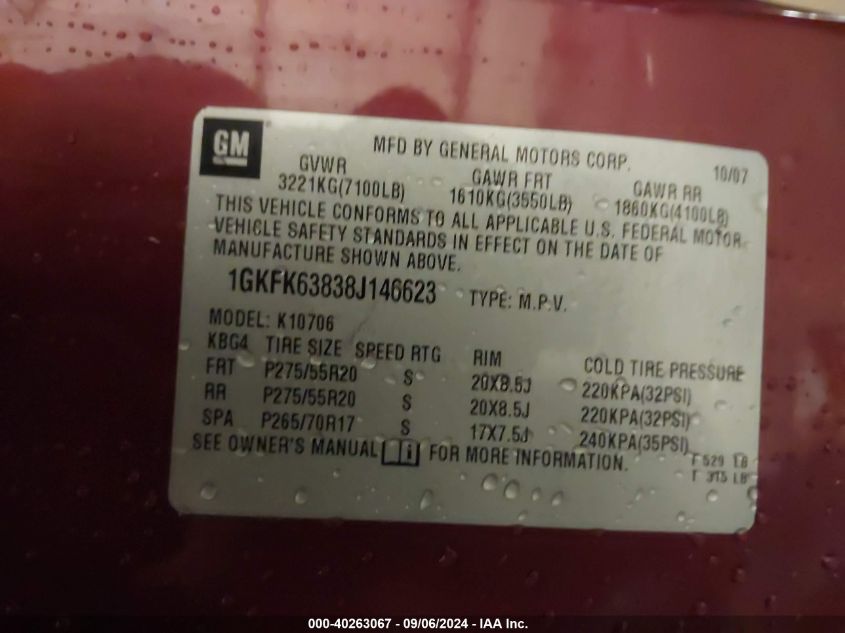 GM
MFD BY GENERAL MOTORS CORP. 10/07
GVWR GAWR FRT GAWR RR
3221KG(7100LB) 1610KG(3550LB) 1860KG(4100LB)
THIS VEHICLE CONFORMS TO ALL APPLICABLE U.S. FEDERAL MOTOR
VEHICLE SAFETY STANDARDS IN EFFECT ON THE DATE OF
MANUFACTURE SHOWN ABOVE.
1GKFK63838J146623 TYPE: M.P.V.
MODEL: K10706
KBG4 TIRE SIZE SPEED RTG RIM COLD TIRE PRESSURE
FRT P275/55R20 S 20X8.5J 220KPA(32PSI)
RR P275/55R20 S 20X8.5J 220KPA(32PSI)
SPA P265/70R17 S 17X7.5J 240KPA(35PSI)
SEE OWNER'S MANUAL i FOR MORE INFORMATION.
529 LB
T 315 LB
000-40263067 - 09/06/2024 - IAA Inc.